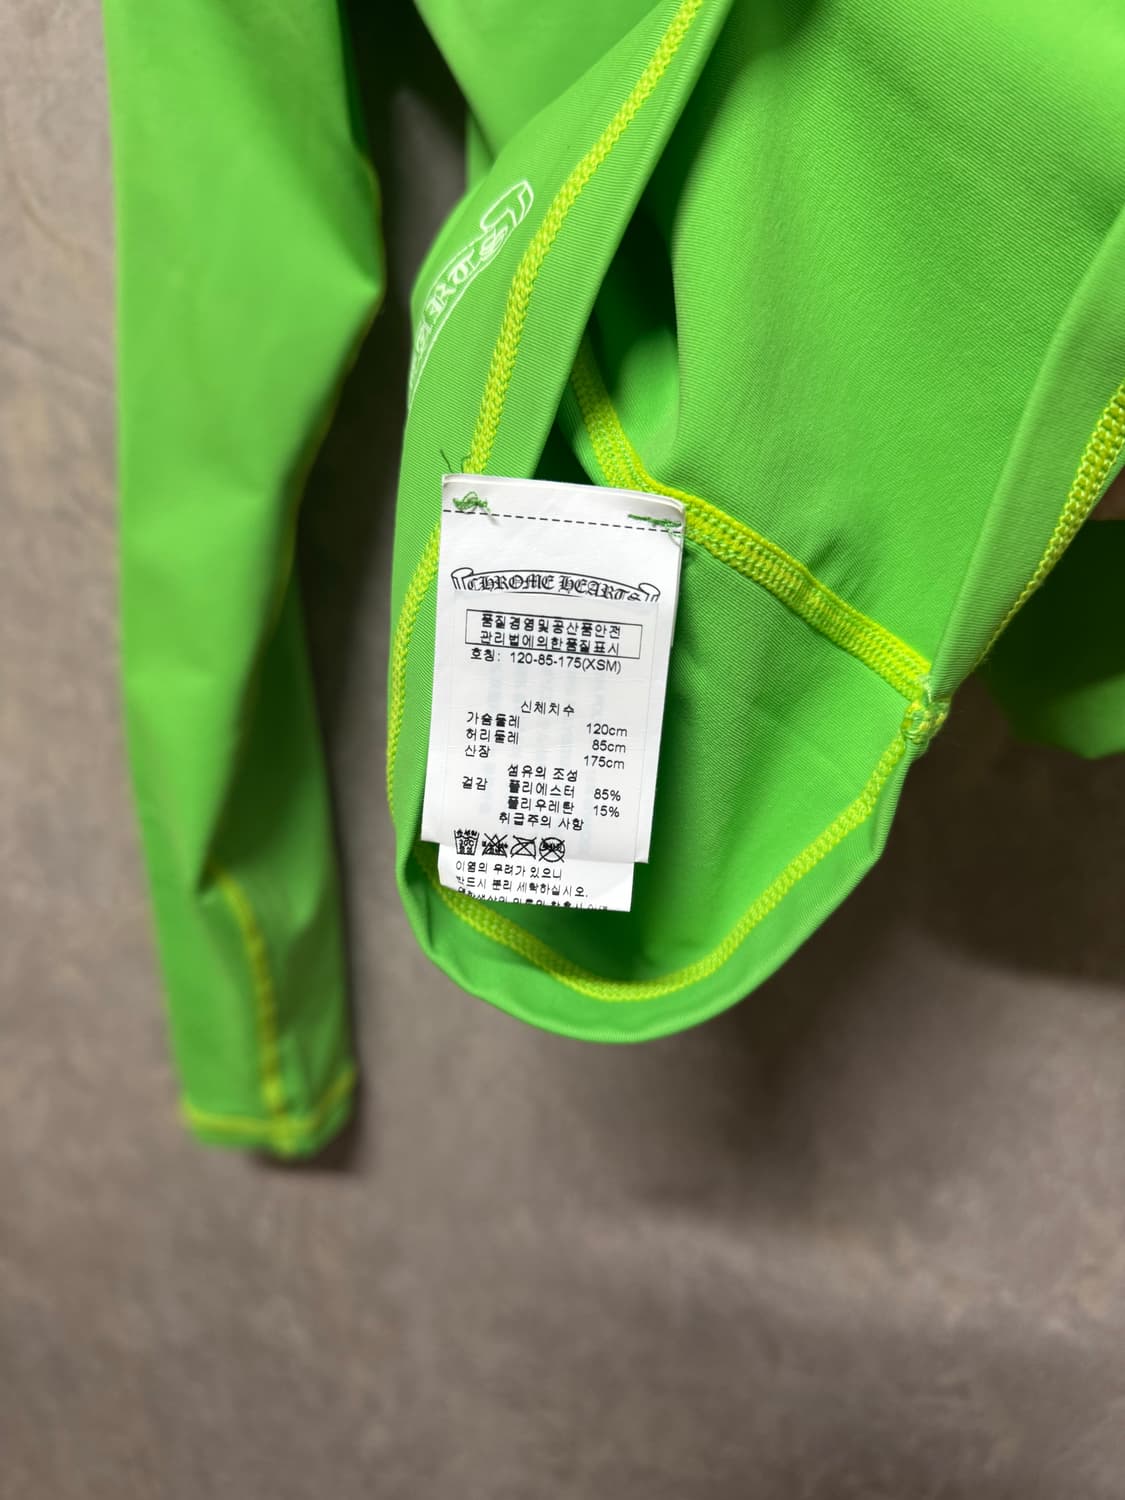 CHROME HEARTS
품질경영및공산품안전
관리법에의한품질표시
호칭: 120-85-175(XSM)
신체치수
가슴둘레 120cm
허리둘레 85cm
신장 175cm
섬유의 조성
겉감 폴리에스터 85%
폴리우레탄 15%
취급주의 사항
이염의 우려가 있으니
반드시 분리 세탁하십시오.